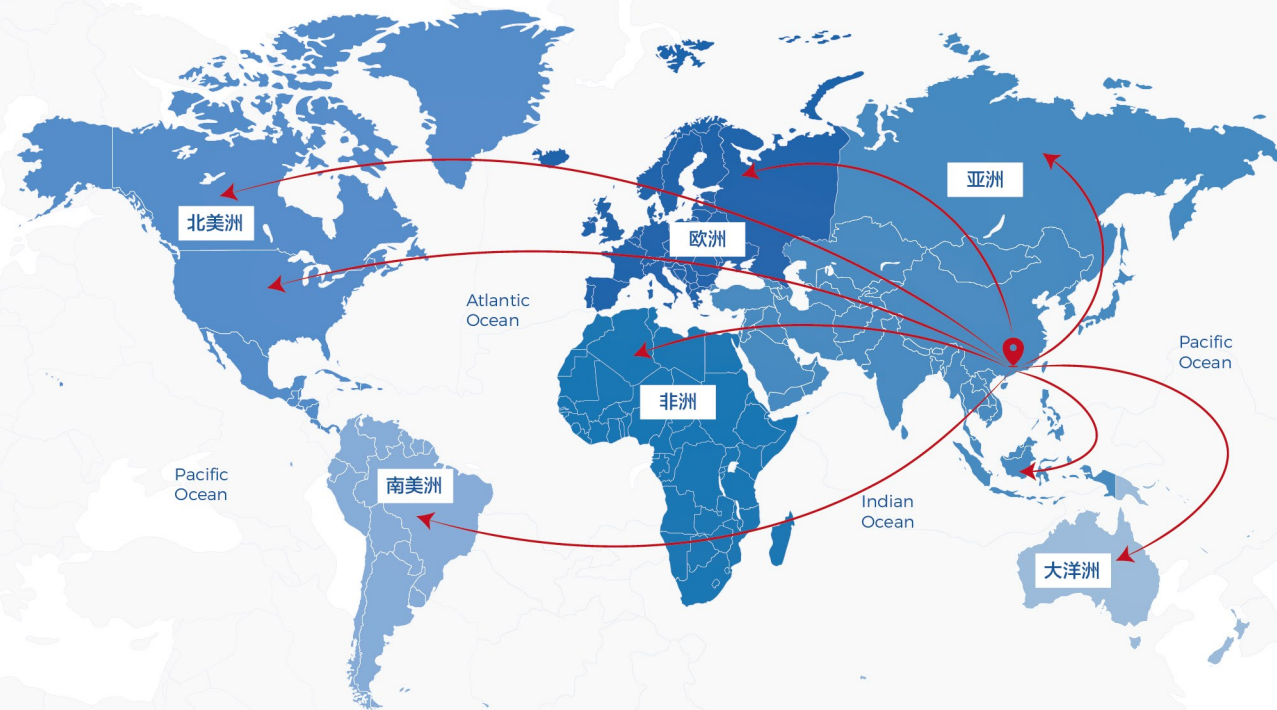 亚洲
北美洲
欧洲
Atlantic
Ocean
Pacific
Ocean
非洲
Pacific
Ocean
南美洲
Indian
Ocean
大洋洲